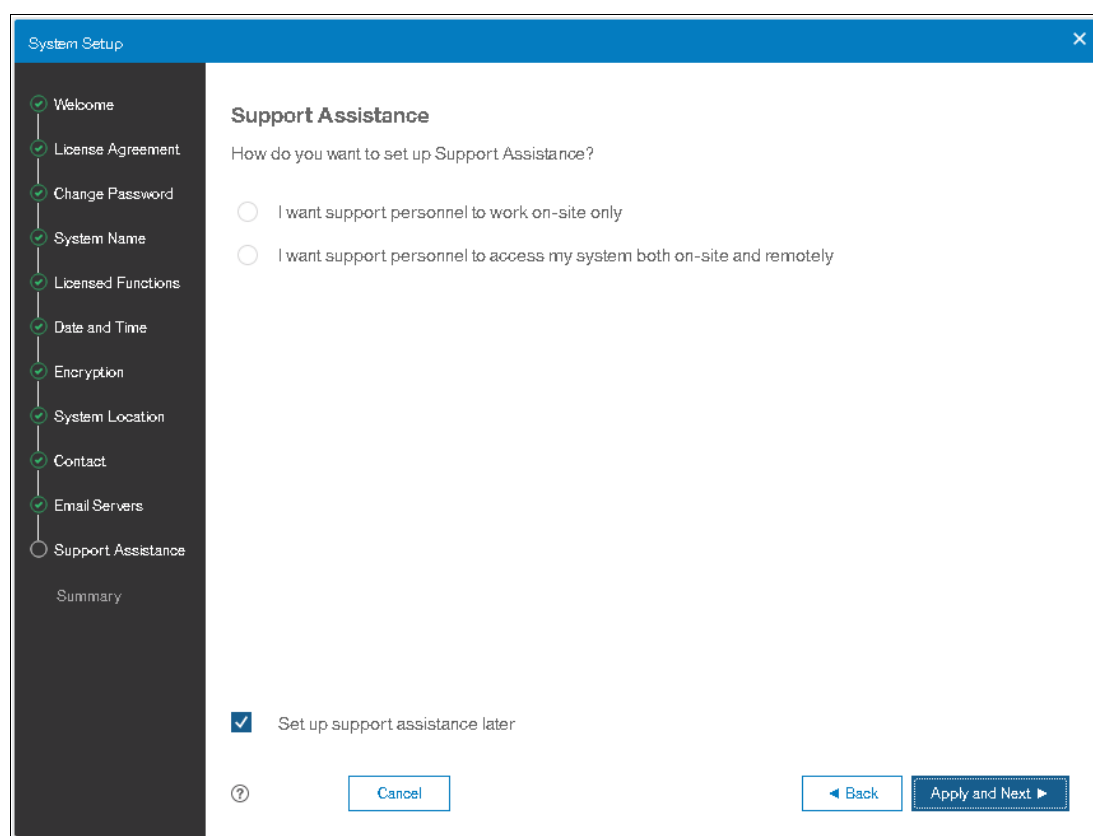 System Setup
Welcome
License Agreement
Change Password
System Name
Licensed Functions
Date and Time
Encryption
System Location
Contact
Email Servers
Support Assistance
Summary
Support Assistance
How do you want to set up Support Assistance?
I want support personnel to work on-site only
I want support personnel to access my system both on-site and remotely
Set up support assistance later
?
Cancel
◄ Back
Apply and Next ►